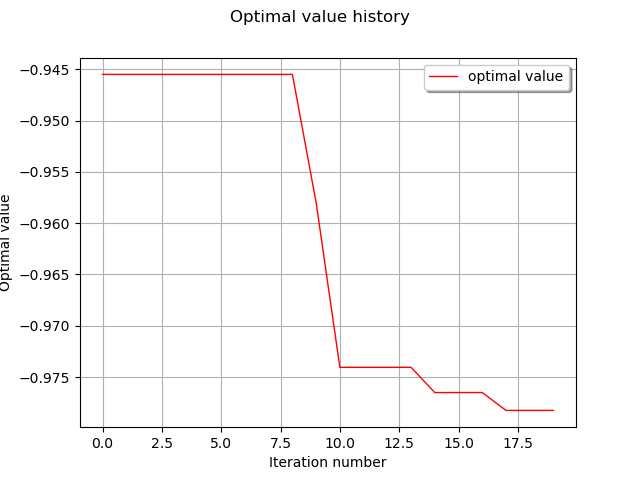 Optimal value history
optimal value
Optimal value
−0.945
−0.950
−0.955
−0.960
−0.965
−0.970
−0.975
0.0 2.5 5.0 7.5 10.0 12.5 15.0 17.5
Iteration number